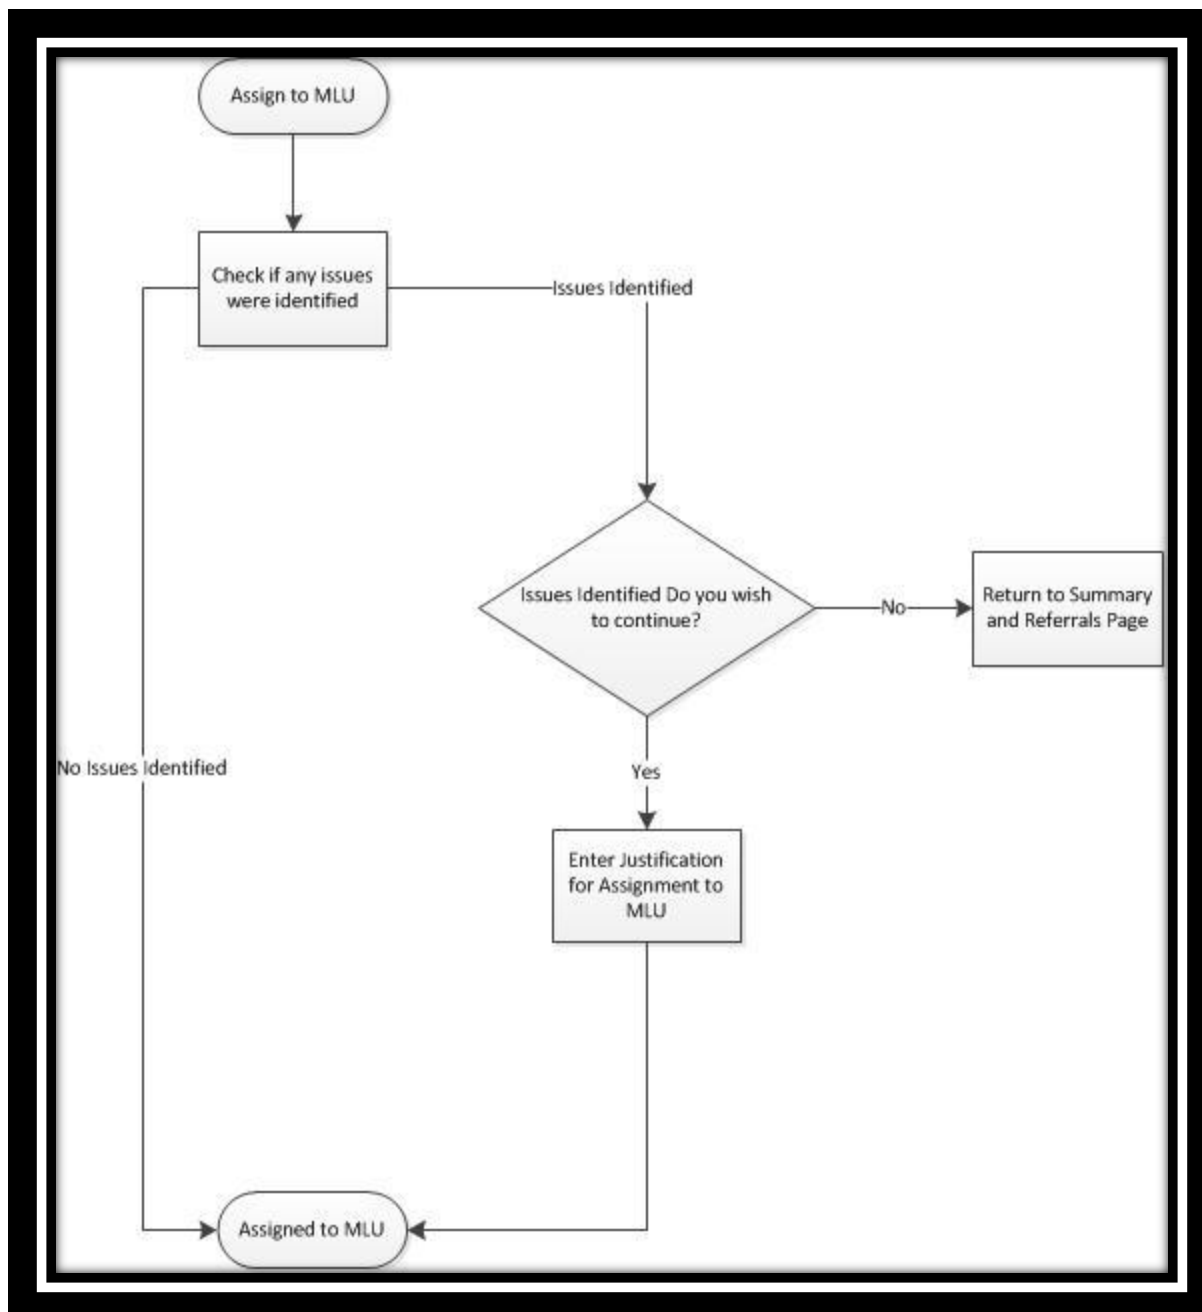 Assign to MLU
Check if any issues
were identified
Issues Identified
Issues Identified Do you wish
to continue?
No
Return to Summary
and Referrals Page
No Issues Identified
Yes
Enter Justification
for Assignment to
MLU
Assigned to MLU